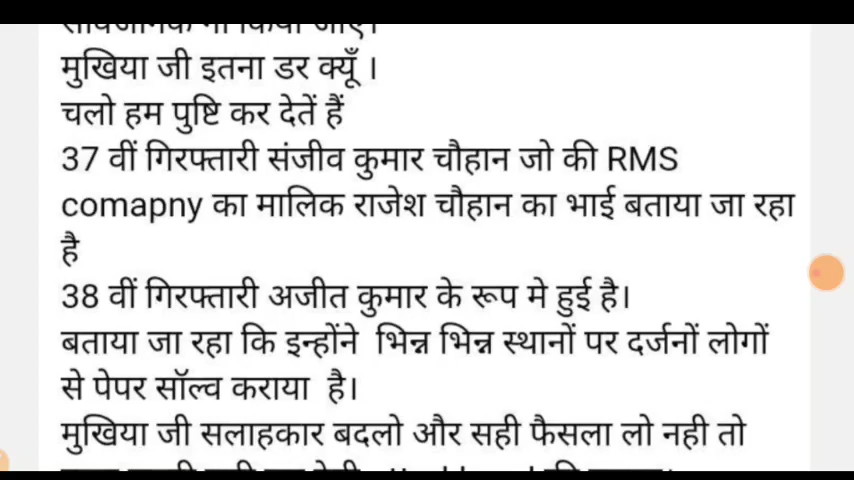 मुखिया जी इतना डर क्यूँ ।
चलो हम पुष्टि कर देतें हैं
37 वीं गिरफ्तारी संजीव कुमार चौहान जो की RMS
comapny का मालिक राजेश चौहान का भाई बताया जा रहा
है
38 वीं गिरफ्तारी अजीत कुमार के रूप मे हुई है।
बताया जा रहा कि इन्होंने भिन्न भिन्न स्थानों पर दर्जनों लोगों
से पेपर सॉल्व कराया है।
मुखिया जी सलाहकार बदलो और सही फैसला लो नही तो